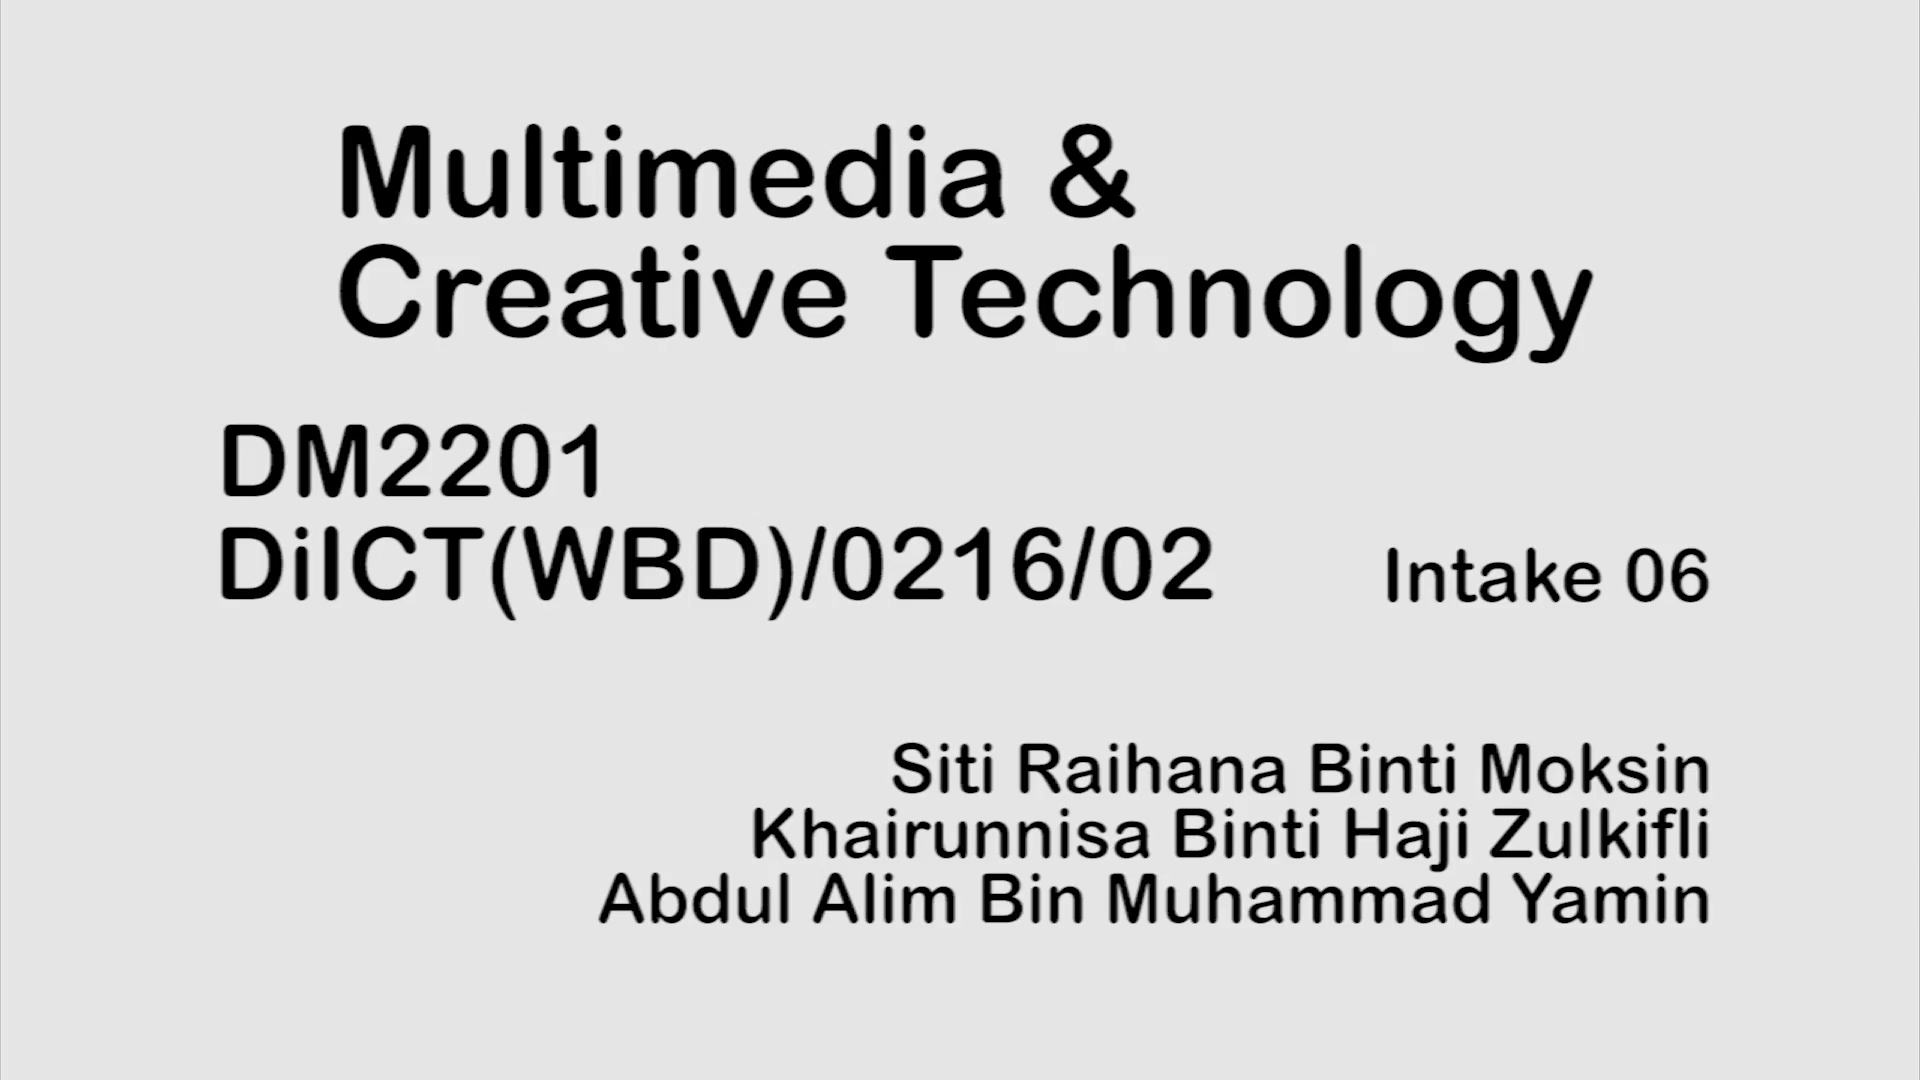 Multimedia &
Creative Technology
DM2201
DiICT(WBD)/0216/02 Intake 06
Siti Raihana Binti Moksin
Khairunnisa Binti Haji Zulkifli
Abdul Alim Bin Muhammad Yamin